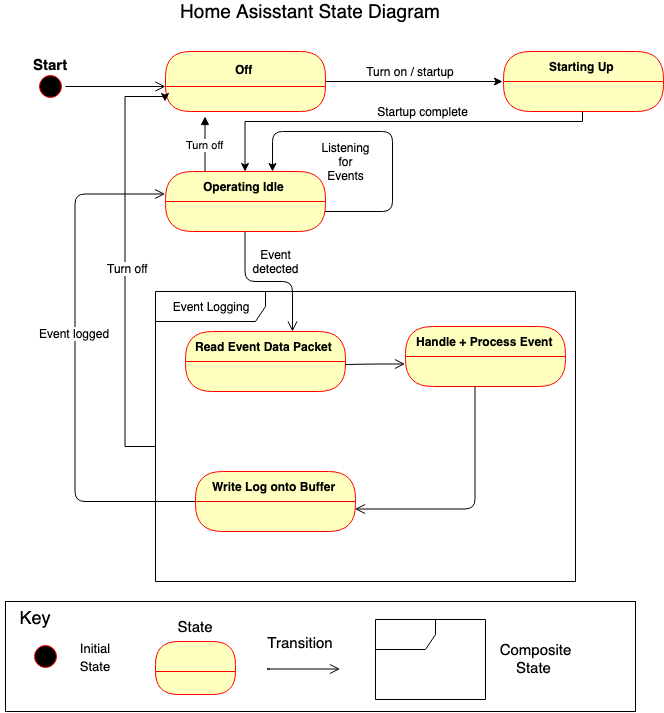 Home Asisstant State Diagram
Start
Off
Turn on / startup
Starting Up
Startup complete
Turn off
Listening
for
Events
Operating Idle
Event
detected
Turn off
Event Logging
Event logged
Read Event Data Packet
Handle + Process Event
Write Log onto Buffer
Key
Initial
State
State
Transition
Composite
State